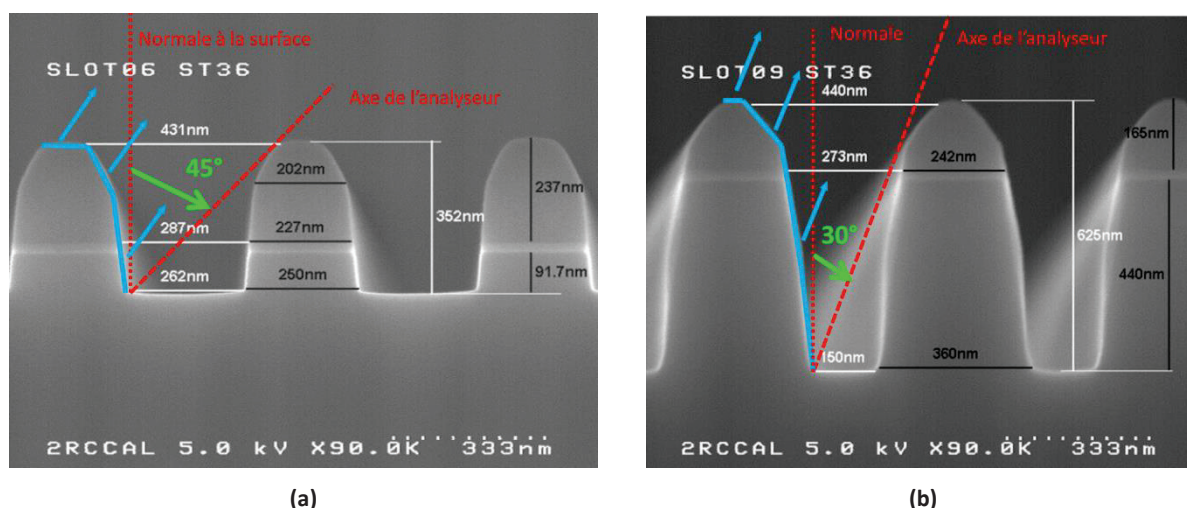 Normale à la surface
SLOT06 ST36
Axe de l'analyseur
431nm
45°
202nm
237nm
352nm
287nm
227nm
262nm
250nm
91.7nm
2RCCAL 5.0 kV X90.0K 333nm
(a)
Normale
Axe de l'analyseur
SLOT09 ST36
440nm
165nm
273nm
242nm
30°
625nm
440nm
150nm
360nm
2RCCAL 5.0 kV X90.0K 333nm
(b)